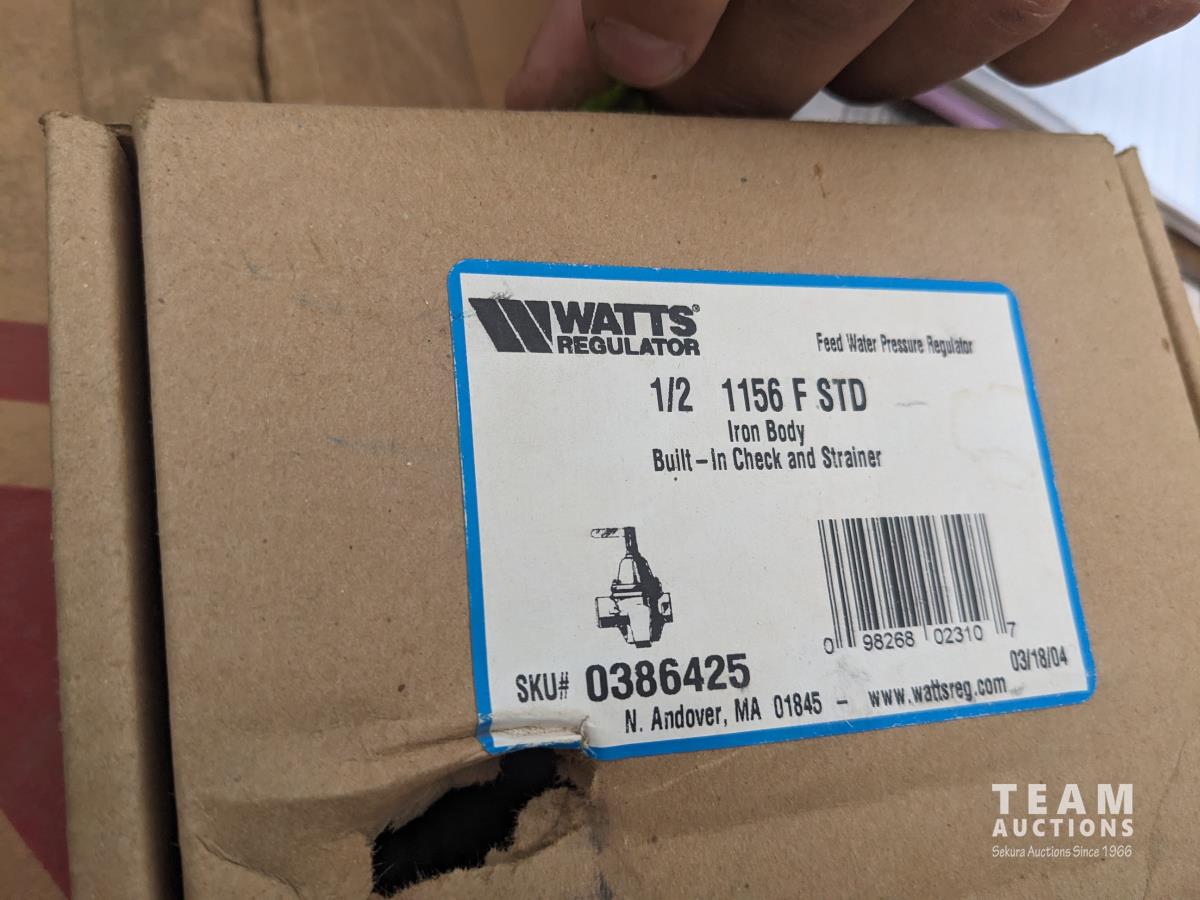 WATTS®
REGULATOR
Feed Water Pressure Regulator
1/2 1156 F STD
Iron Body
Built-In Check and Strainer
0 98268 02310 7
03/18/04
SKU# 0386425
N. Andover, MA 01845 - www.wattsreg.com
TEAM
AUCTIONS
Sekura Auctions Since 1966